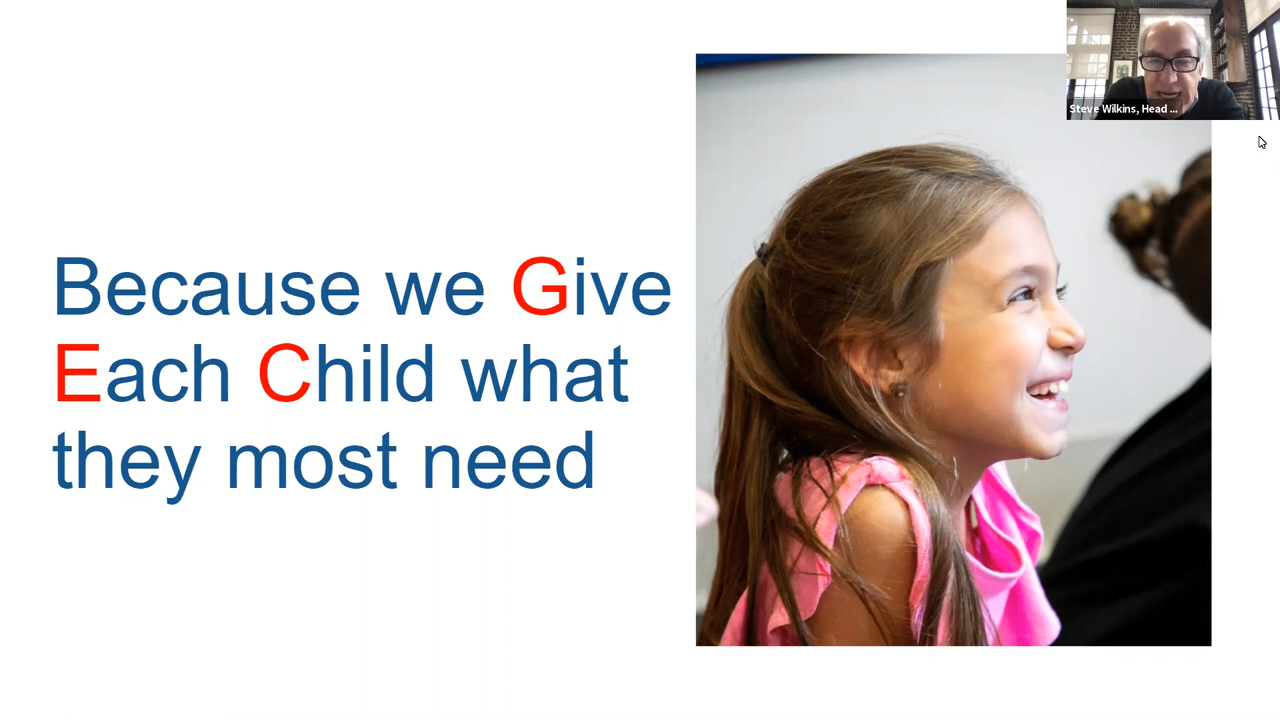 Steve Wilkins, Head ...
Because we Give
Each Child what
they most need